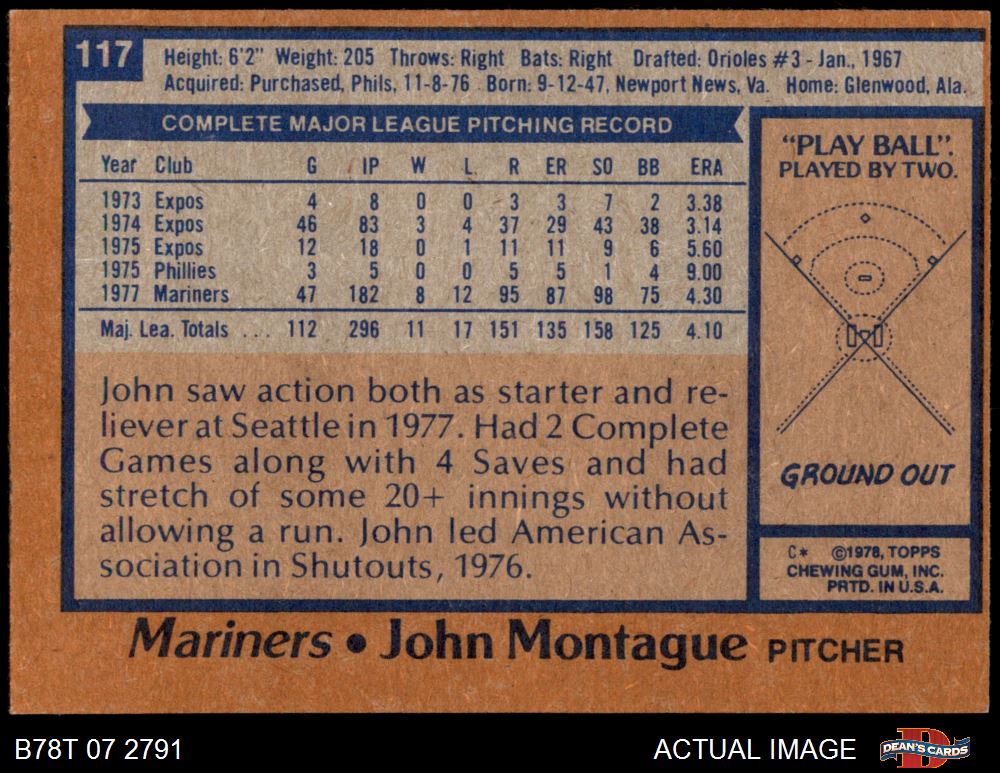 117
Height: 6'2" Weight: 205 Throws: Right Bats: Right Drafted: Orioles #3 - Jan., 1967
Acquired: Purchased, Phils, 11-8-76 Born: 9-12-47, Newport News, Va. Home: Glenwood, Ala.
COMPLETE MAJOR LEAGUE PITCHING RECORD
Year Club G IP W L R ER SO BB ERA
1973 Expos 4 8 0 0 3 3 7 2 3.38
1974 Expos 46 83 3 4 37 29 43 38 3.14
1975 Expos 12 18 0 1 11 11 9 6 5.60
1975 Phillies 3 5 0 0 5 5 1 4 9.00
1977 Mariners 47 182 8 12 95 87 98 75 4.30
Maj. Lea. Totals ... 112 296 11 17 151 135 158 125 4.10
John saw action both as starter and re-
liever at Seattle in 1977. Had 2 Complete
Games along with 4 Saves and had
stretch of some 20+ innings without
allowing a run. John led American As-
sociation in Shutouts, 1976.
"PLAY BALL".
PLAYED BY TWO.
GROUND OUT
C* ©1978, TOPPS
CHEWING GUM, INC.
PRTD. IN U.S.A.
Mariners • John Montague PITCHER
B78T 07 2791
ACTUAL IMAGE
DEAN'S CARDS